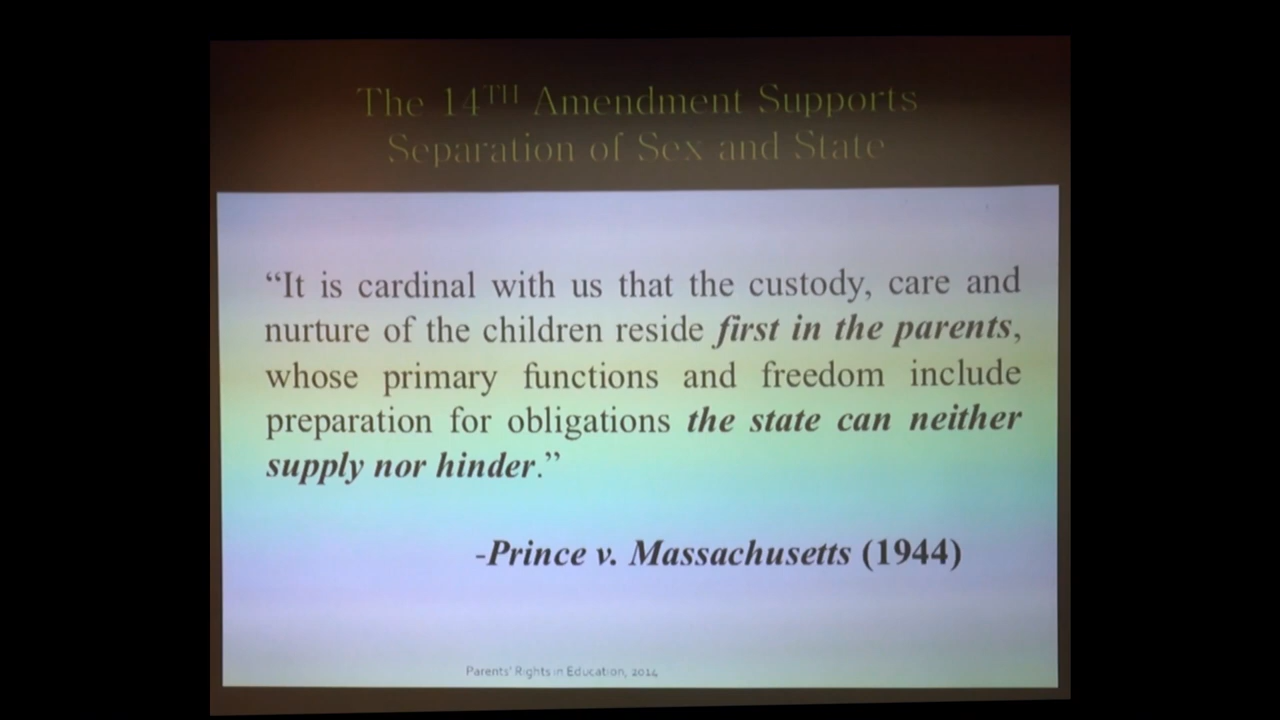 The 14TH Amendment Supports
Separation of Sex and State
“It is cardinal with us that the custody, care and
nurture of the children reside first in the parents,
whose primary functions and freedom include
preparation for obligations the state can neither
supply nor hinder.”
-Prince v. Massachusetts (1944)
Parents' Rights in Education, 2014